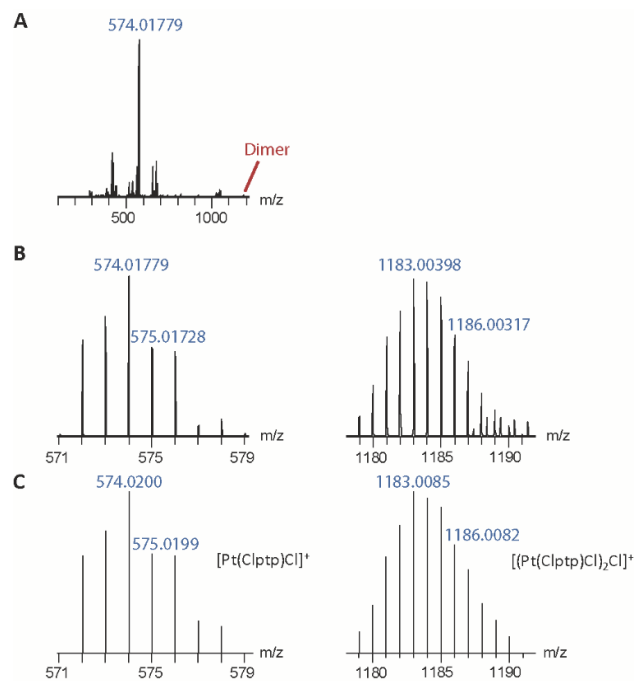 A
574.01779
Dimer
500
1000
m/z
B
574.01779
575.01728
571
575
579
m/z
1183.00398
1186.00317
1180
1185
1190
m/z
C
574.0200
575.0199
[Pt(Clptp)Cl]⁺
571
575
579
m/z
1183.0085
1186.0082
[(Pt(Clptp)Cl)₂Cl]⁺
1180
1185
1190
m/z